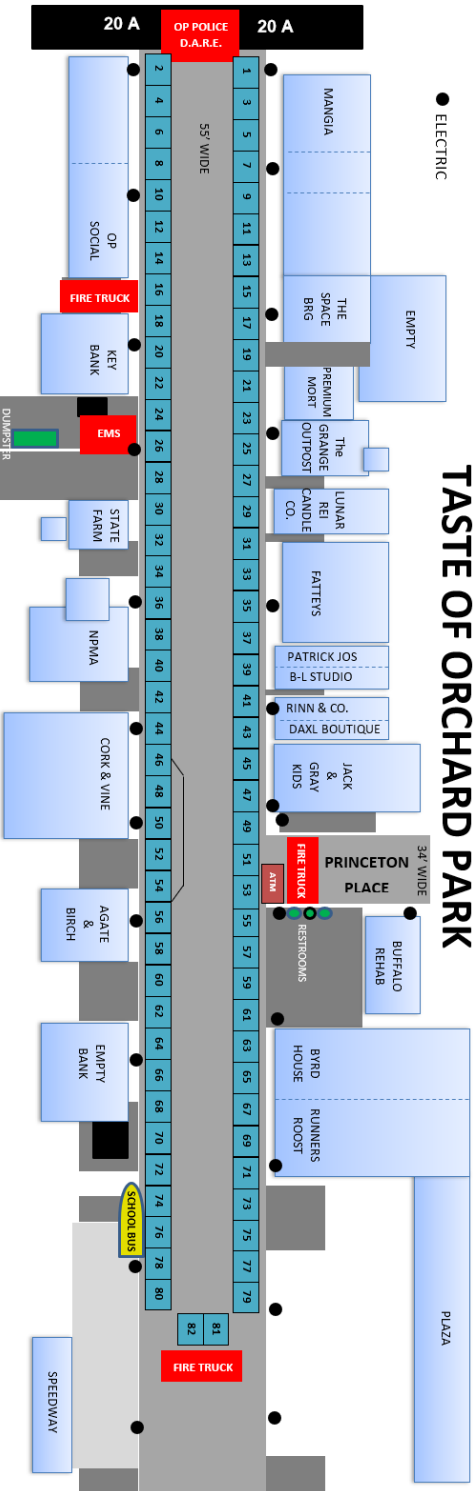 TASTE OF ORCHARD PARK
20 A
OP POLICE
D.A.R.E.
20 A
ELECTRIC
55' WIDE
2
4
6
8
10
12
14
16
18
20
22
24
26
28
30
32
34
36
38
40
42
44
46
48
50
52
54
56
58
60
62
64
66
68
70
72
74
76
78
80
1
3
5
7
9
11
13
15
17
19
21
23
25
27
29
31
33
35
37
39
41
43
45
47
49
51
53
55
57
59
61
63
65
67
69
71
73
75
77
79
82
81
OP
SOCIAL
FIRE TRUCK
KEY
BANK
EMS
DUMPSTER
STATE
FARM
NPMA
CORK & VINE
AGATE
&
BIRCH
EMPTY
BANK
SCHOOL BUS
SPEEDWAY
MANGIA
THE
SPACE
BRG
EMPTY
PREMIUM
MORT
The
GRANGE
OUTPOST
LUNAR
REI
CANDLE
CO.
FATTEYS
PATRICK JOS
B-L STUDIO
RINN & CO.
DAXL BOUTIQUE
JACK
&
GRAY
KIDS
34' WIDE
PRINCETON
PLACE
FIRE TRUCK
ATM
RESTROOMS
BUFFALO
REHAB
BYRD
HOUSE
RUNNERS
ROOST
PLAZA
FIRE TRUCK